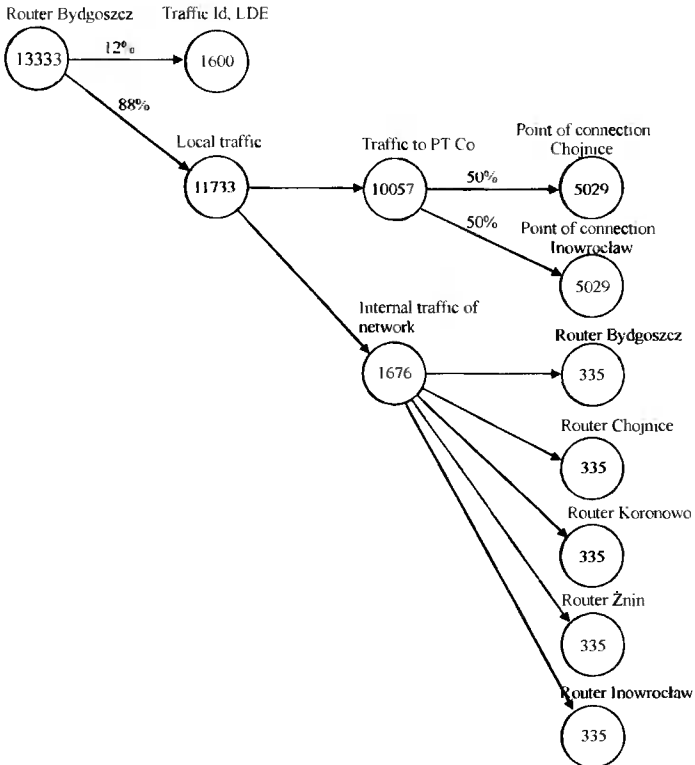 Router Bydgoszcz
Traffic Id, LDE
13333
12%
1600
88%
Local traffic
Traffic to PT Co
Point of connection
Chojnice
11733
10057
50%
5029
50%
Point of connection
Inowrocław
5029
Internal traffic of
network
1676
Router Bydgoszcz
335
Router Chojnice
335
Router Koronowo
335
Router Żnin
335
Router Inowrocław
335